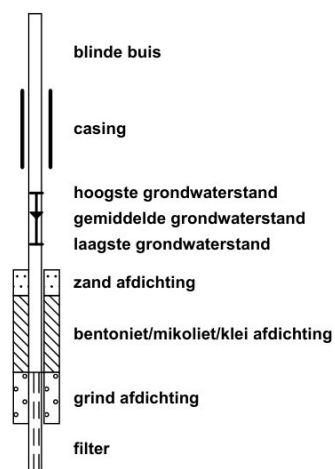 blinde buis
casing
hoogste grondwaterstand
gemiddelde grondwaterstand
laagste grondwaterstand
zand afdichting
bentoniet/mikoliet/klei afdichting
grind afdichting
filter